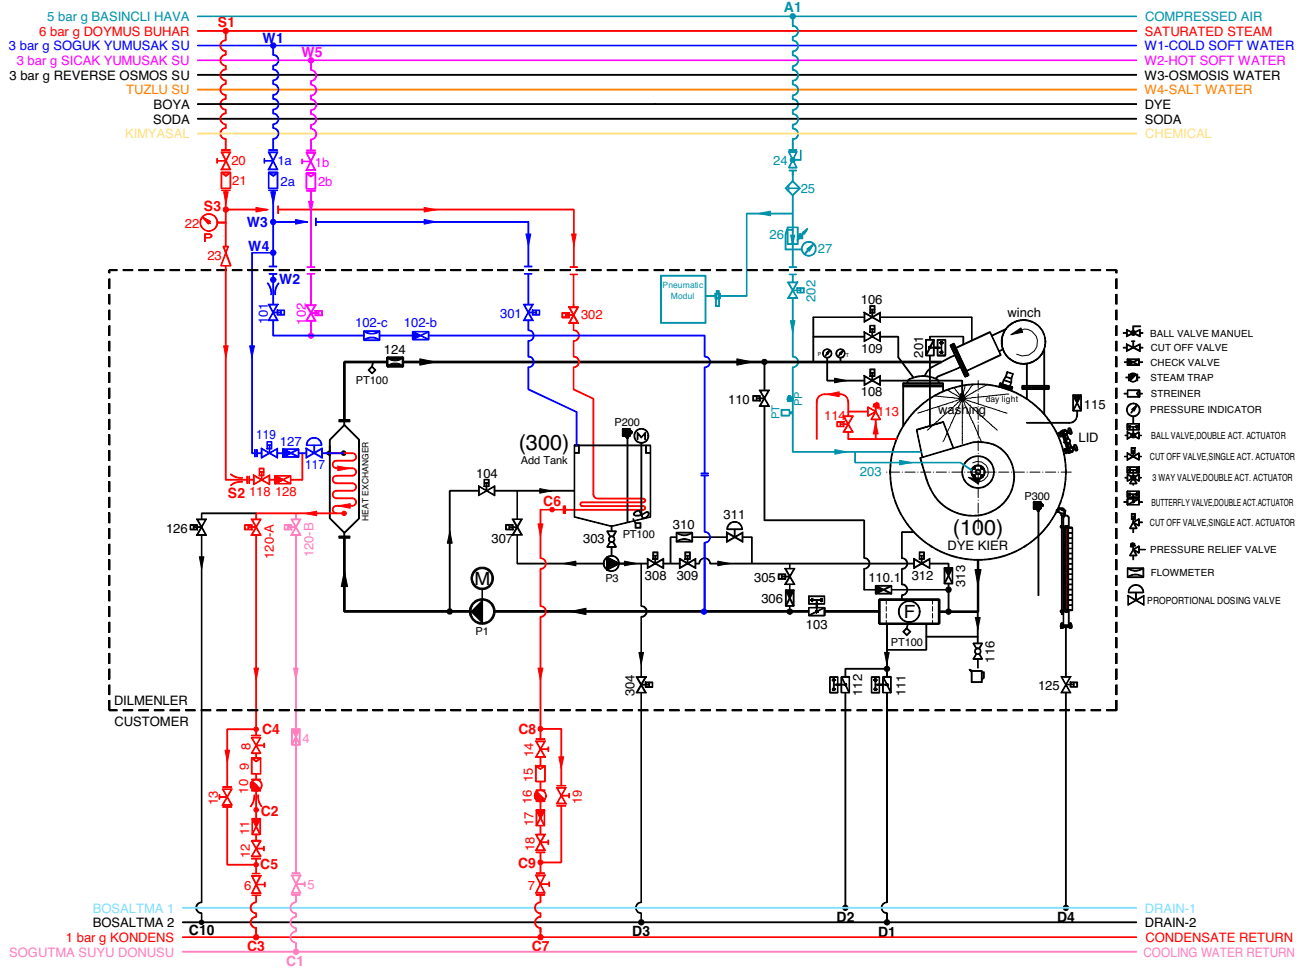 A1
5 bar g BASINCLI HAVA
COMPRESSED AIR
S1
6 bar g DOYMUS BUHAR
SATURATED STEAM
W1
3 bar g SOGUK YUMUSAK SU
W1-COLD SOFT WATER
W5
3 bar g SICAK YUMUSAK SU
W2-HOT SOFT WATER
3 bar g REVERSE OSMOS SU
W3-OSMOSIS WATER
TUZLU SU
W4-SALT WATER
BOYA
DYE
SODA
SODA
KIMYASAL
CHEMICAL
20
1a
1b
24
21
2a
2b
25
S3
22
P
W3
26
27
23
W4
W2
202
Pneumatic
Modul
101
102
301
302
102-c
102-b
106
109
201
winch
124
PT100
P
T
108
110
PT
PP
114
113
washing
day light
115
LID
BALL VALVE MANUEL
CUT OFF VALVE
CHECK VALVE
STEAM TRAP
STREINER
PRESSURE INDICATOR
BALL VALVE,DOUBLE ACT. ACTUATOR
CUT OFF VALVE,SINGLE ACT. ACTUATOR
3 WAY VALVE,DOUBLE ACT. ACTUATOR
BUTTERFLY VALVE,DOUBLE ACT.ACTUATOR
CUT OFF VALVE,SINGLE ACT. ACTUATOR
PRESSURE RELIEF VALVE
FLOWMETER
PROPORTIONAL DOSING VALVE
119
127
117
S2
118
128
HEAT EXCHANGER
P200
M
(300)
Add Tank
104
C6
203
P300
(100)
DYE KIER
126
120-A
120-B
307
303
PT100
310
311
P3
308
309
305
306
312
313
110.1
M
P1
103
F
PT100
116
304
112
111
125
DILMENLER
CUSTOMER
C4
8
9
10
13
C2
11
12
C5
6
4
5
C8
14
15
16
19
17
18
C9
7
BOSALTMA 1
D2
D4
DRAIN-1
BOSALTMA 2
C10
D3
D1
DRAIN-2
1 bar g KONDENS
C3
C7
CONDENSATE RETURN
SOGUTMA SUYU DONUSU
C1
COOLING WATER RETURN